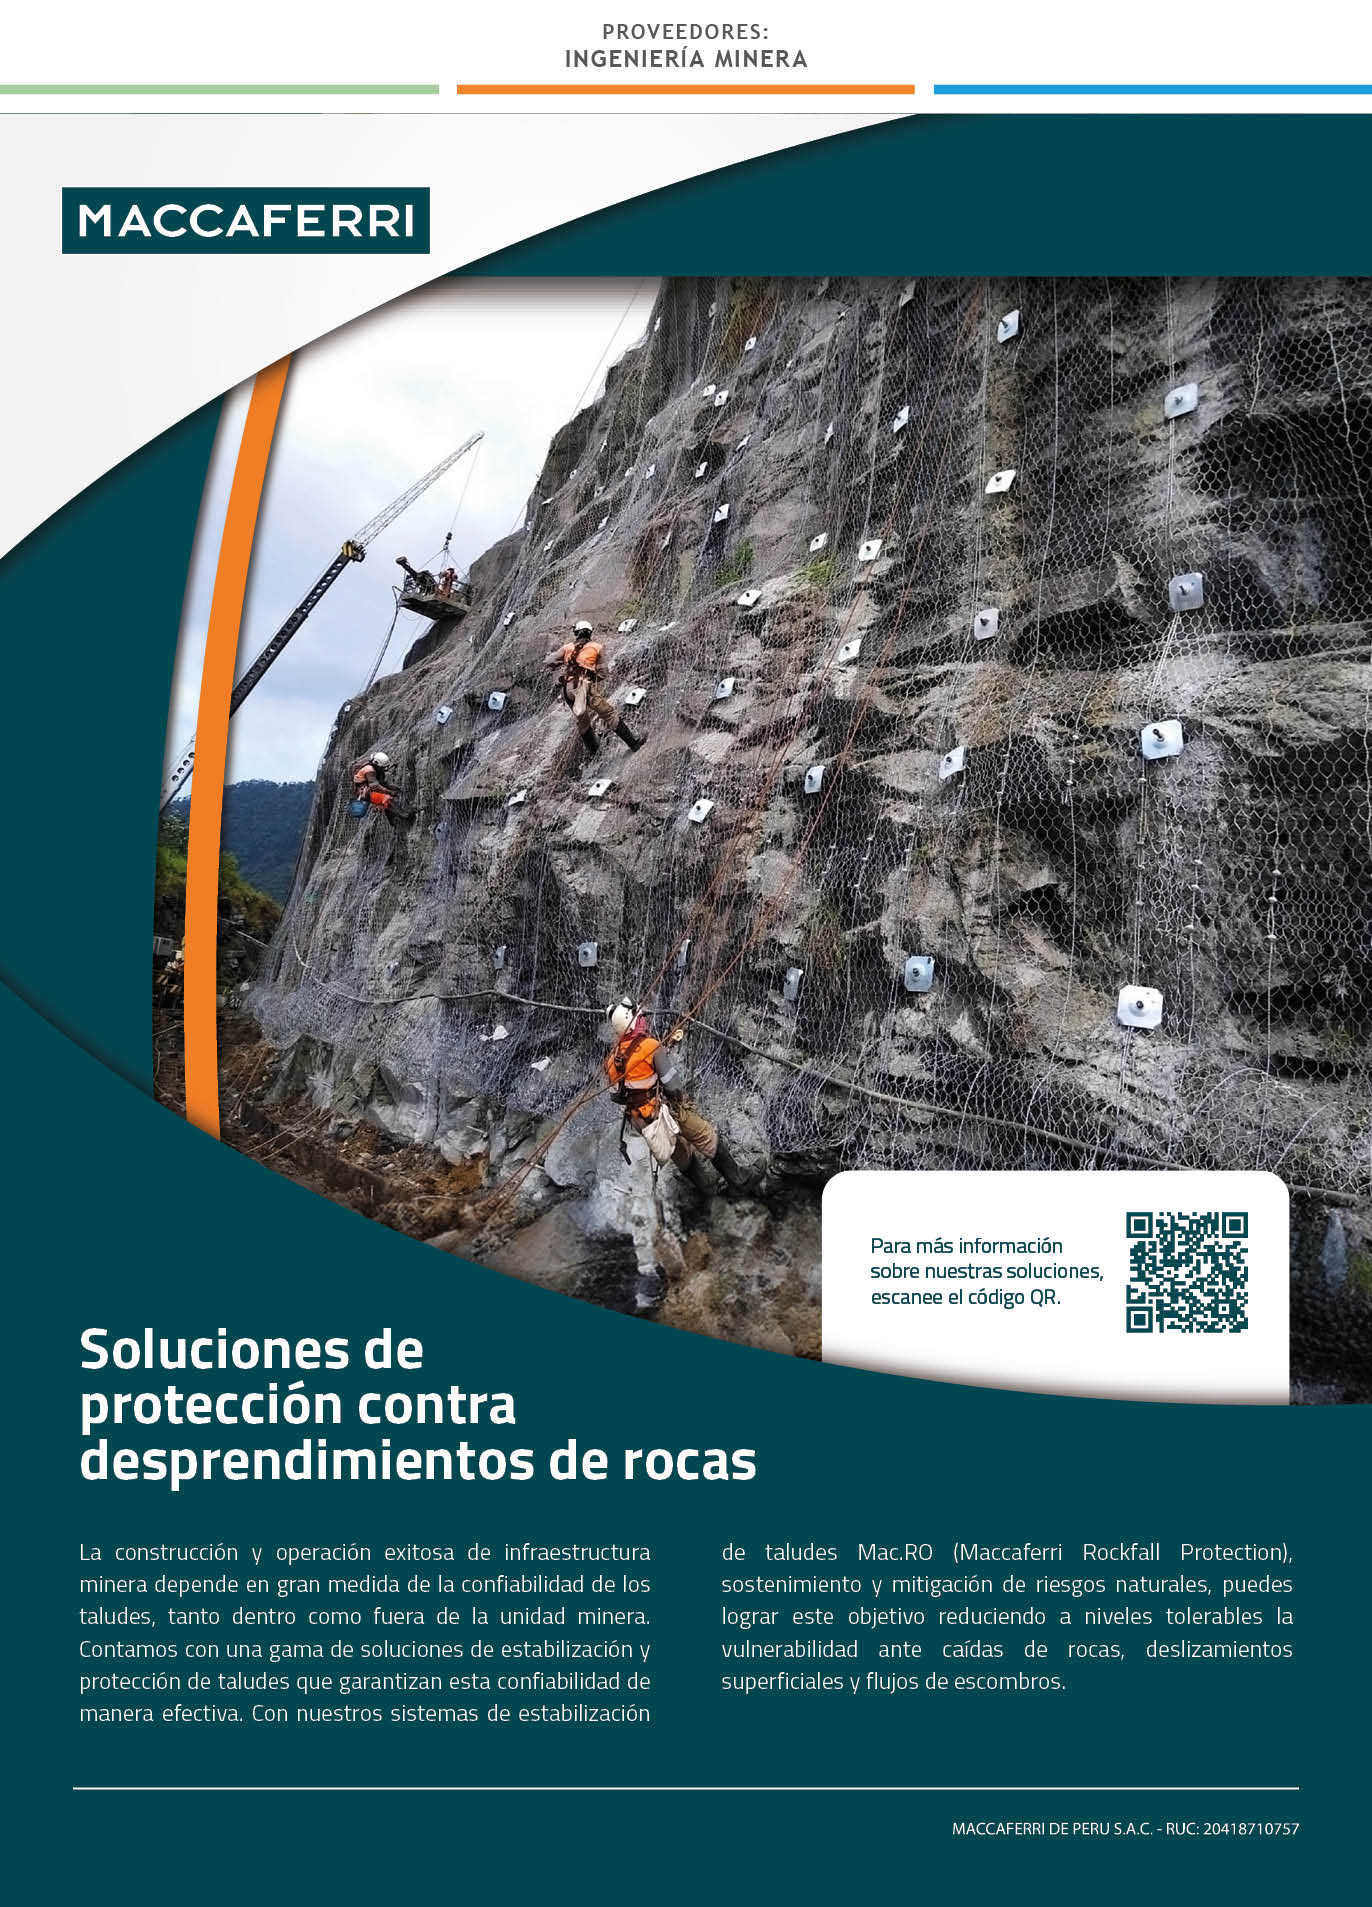 PROVEEDORES:
INGENIERÍA MINERA
MACCAFERRI
Para más información
sobre nuestras soluciones,
escanee el código QR.
Soluciones de
protección contra
desprendimientos de rocas
La construcción y operación exitosa de infraestructura
minera depende en gran medida de la confiabilidad de los
taludes, tanto dentro como fuera de la unidad minera.
Contamos con una gama de soluciones de estabilización y
protección de taludes que garantizan esta confiabilidad de
manera efectiva. Con nuestros sistemas de estabilización
de taludes Mac.RO (Maccaferri Rockfall Protection),
sostenimiento y mitigación de riesgos naturales, puedes
lograr este objetivo reduciendo a niveles tolerables la
vulnerabilidad ante caídas de rocas, deslizamientos
superficiales y flujos de escombros.
MACCAFERRI DE PERU S.A.C. - RUC: 20418710757